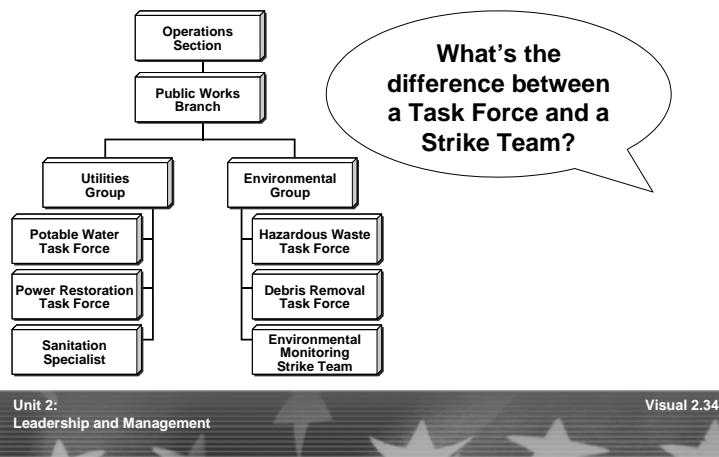 Operations
Section
What's the
difference between
a Task Force and a
Strike Team?
Public Works
Branch
Utilities
Group
Environmental
Group
Potable Water
Task Force
Hazardous Waste
Task Force
Power Restoration
Task Force
Debris Removal
Task Force
Sanitation
Specialist
Environmental
Monitoring
Strike Team
Unit 2:
Leadership and Management
Visual 2.34